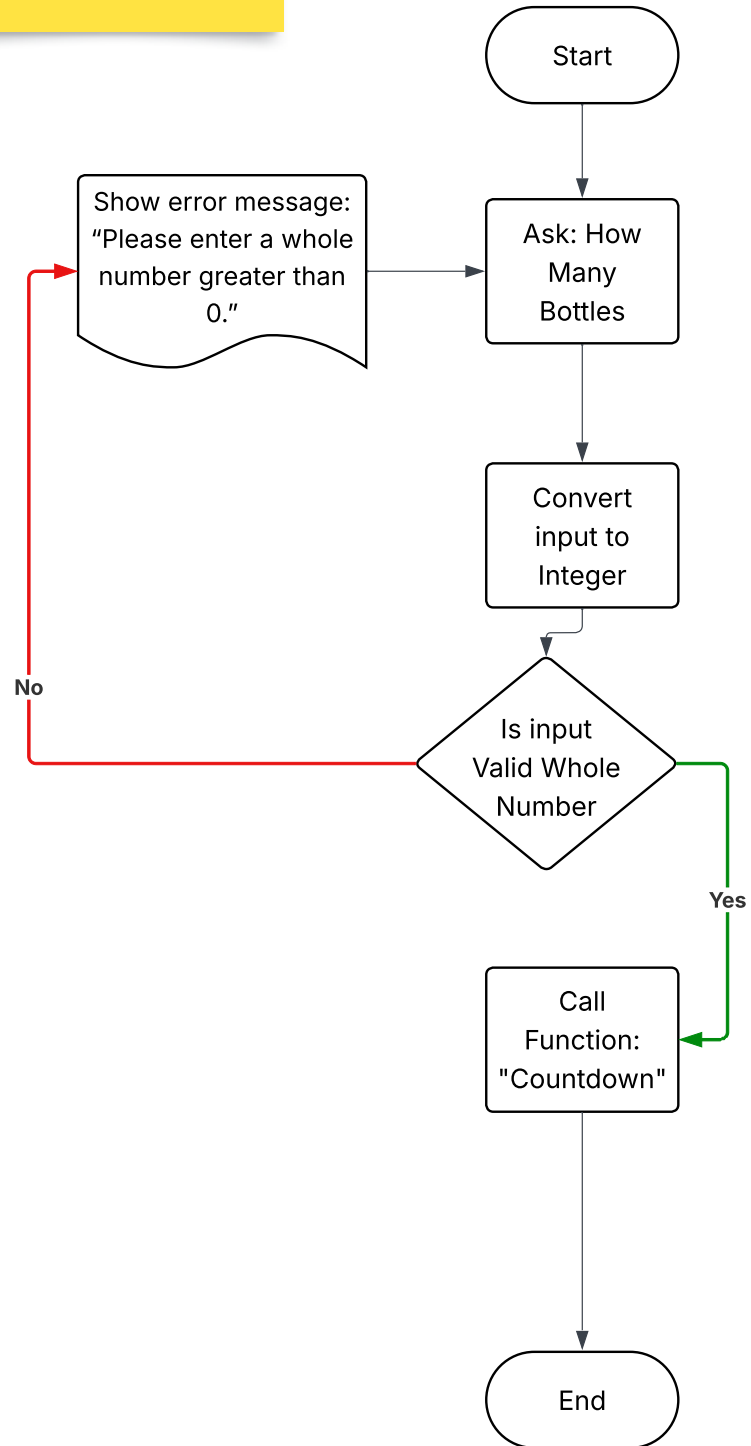 Start
Show error message:
“Please enter a whole
number greater than
0.”
Ask: How
Many
Bottles
Convert
input to
Integer
No
Is input
Valid Whole
Number
Yes
Call
Function:
"Countdown"
End